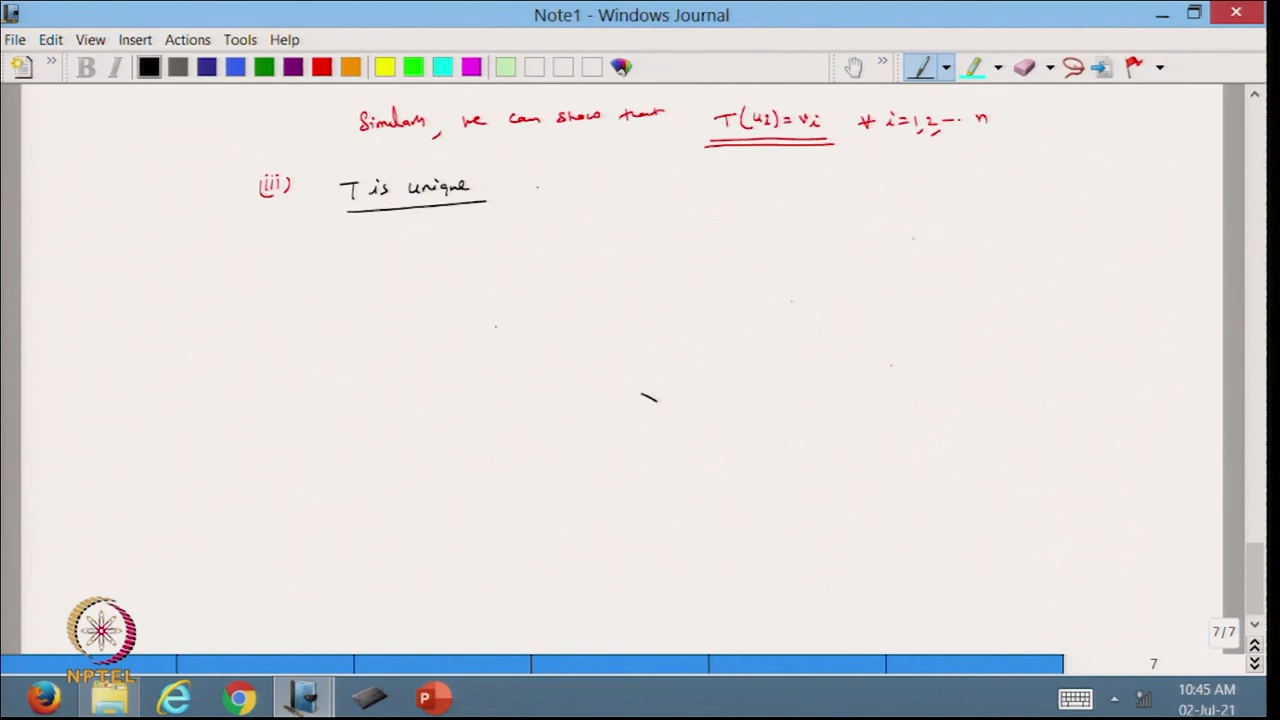 Note1 - Windows Journal
File Edit View Insert Actions Tools Help
Similarly, we can show that T(ui)=vi ∀ i=1,2,--- n
(iii) T is unique
7/7
7
NPTEL
10:45 AM
02-Jul-21